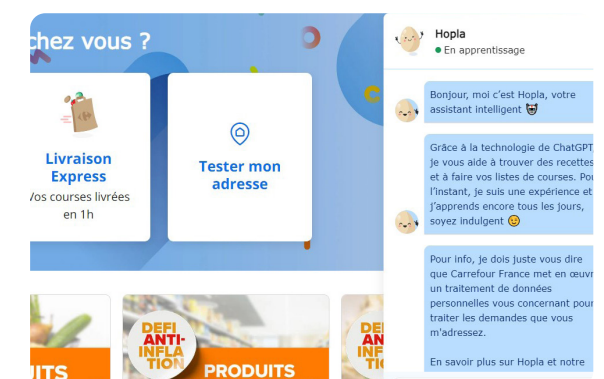 chez vous ?
Livraison
Express
Vos courses livrées
en 1h
Tester mon
adresse
DEFI
ANTI-
INFLA
TION
PRODUITS
UITS
DEFI
ANTI-
INFLA
TION
Hopla
En apprentissage
Bonjour, moi c'est Hopla, votre
assistant intelligent
Grâce à la technologie de ChatGPT,
je vous aide à trouver des recettes
et à faire vos listes de courses. Pou
l'instant, je suis une expérience et
j'apprends encore tous les jours,
soyez indulgent
Pour info, je dois juste vous dire
que Carrefour France met en œuvr
un traitement de données
personnelles vous concernant pour
traiter les demandes que vous
m'adressez.
En savoir plus sur Hopla et notre